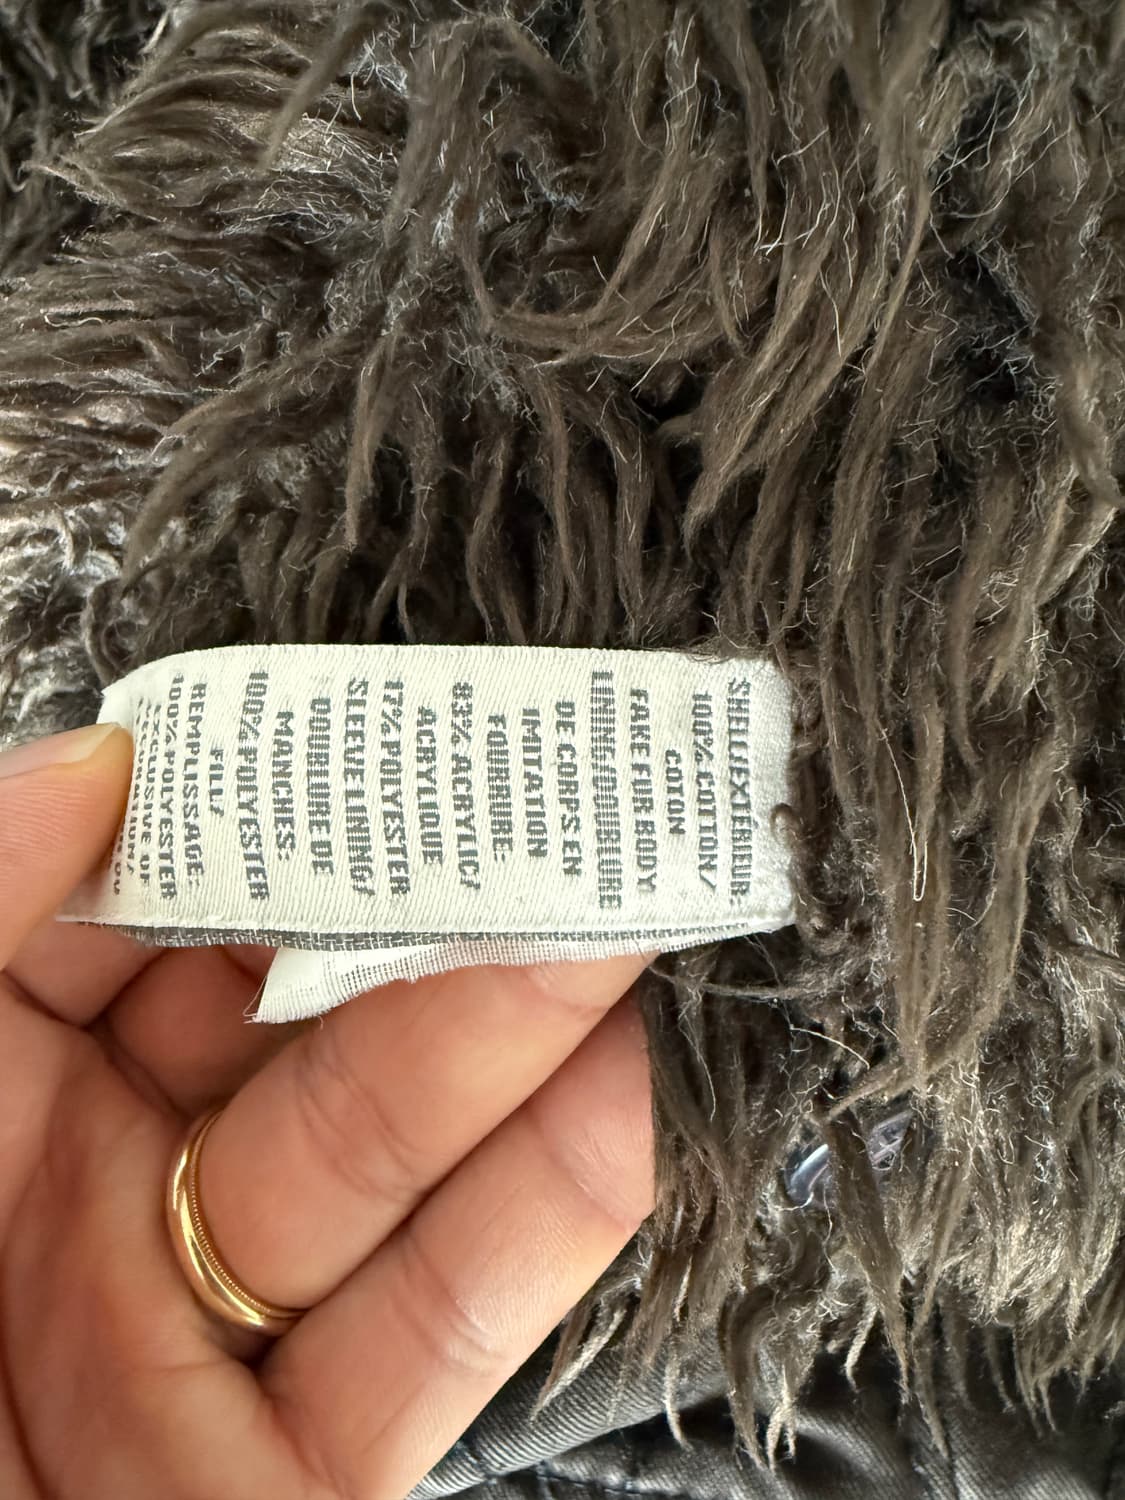 SHELL/EXTERIEUR:
100% COTTON/
COTON
FAKE FUR BODY
LINING/DOUBLURE
DE CORPS EN
IMITATION
FOURRURE:
83% ACRYLIC/
ACRYLIQUE
17% POLYESTER
SLEEVE LINING/
DOUBLURE DE
MANCHES:
100% POLYESTER
FILL/
REMPLISSAGE:
100% POLYESTER
EXCLUSIVE OF